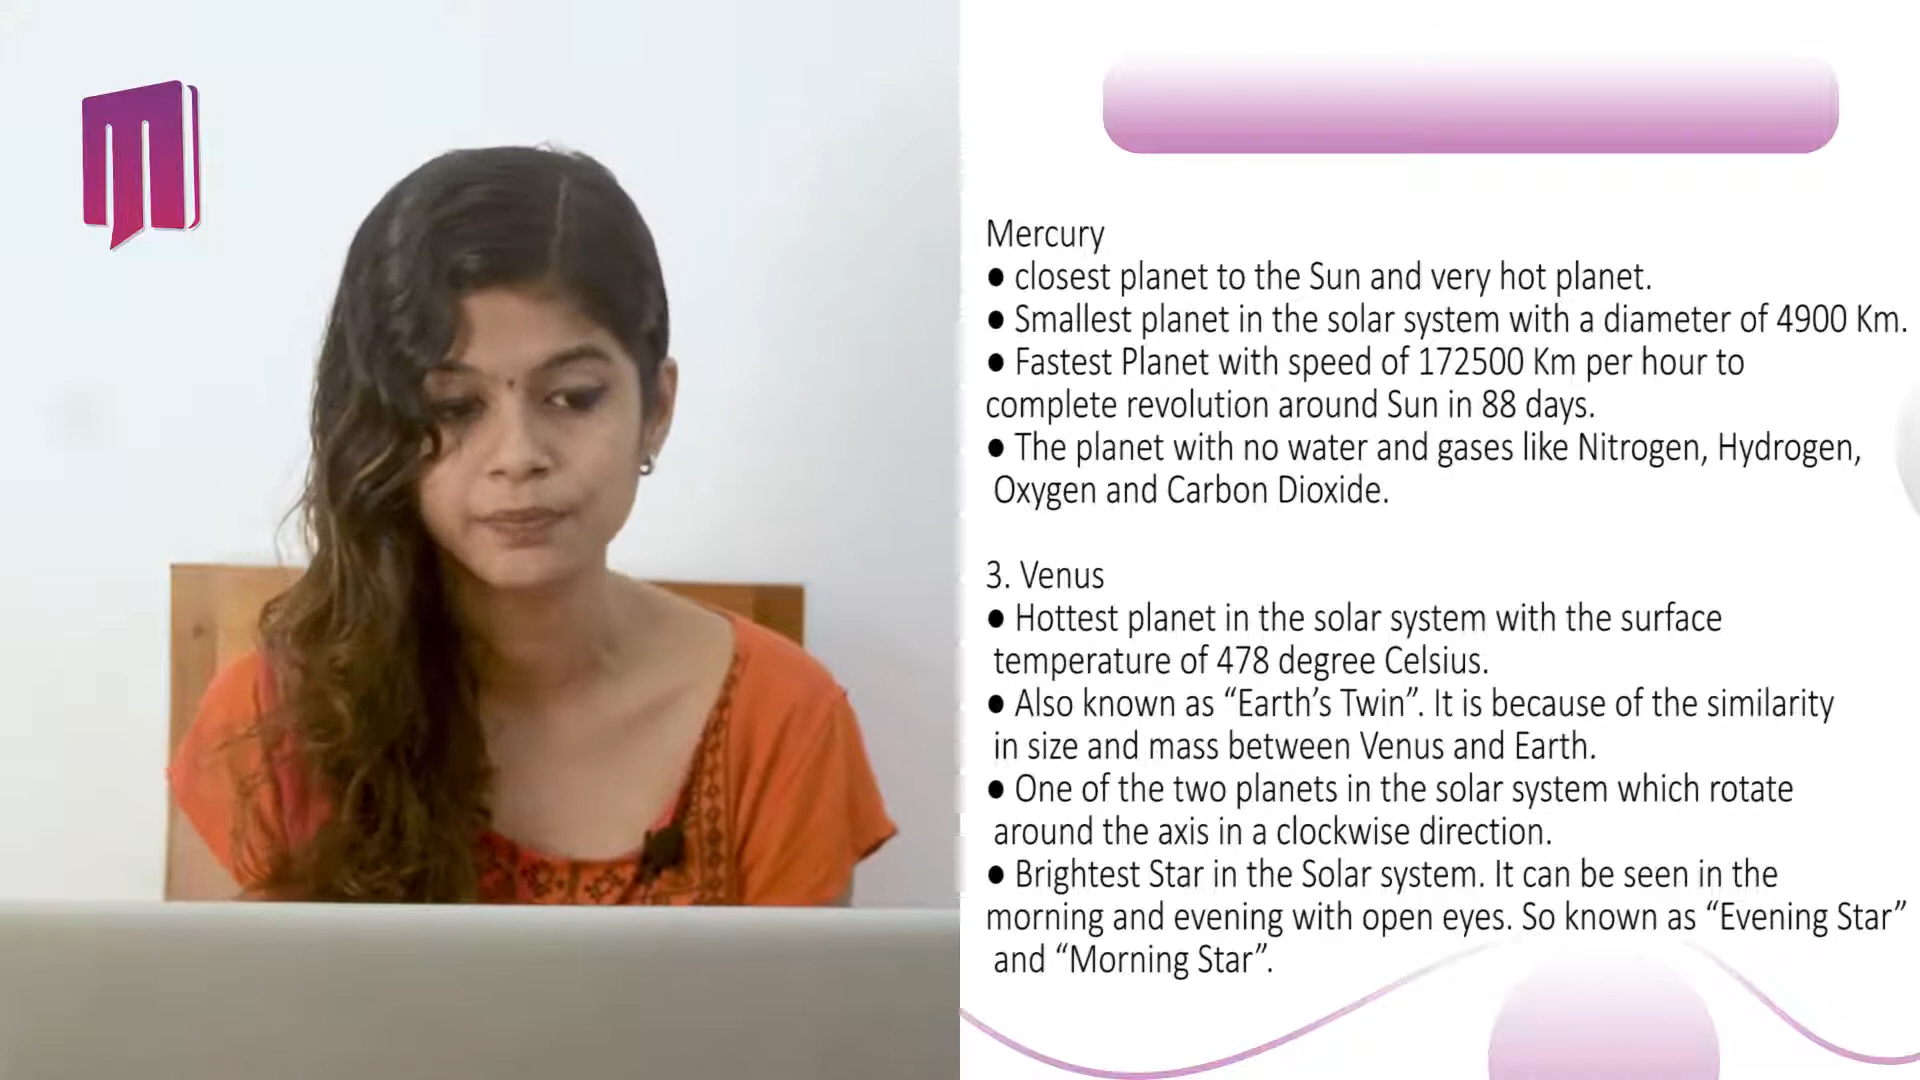 Mercury
● closest planet to the Sun and very hot planet.
● Smallest planet in the solar system with a diameter of 4900 Km.
● Fastest Planet with speed of 172500 Km per hour to
complete revolution around Sun in 88 days.
● The planet with no water and gases like Nitrogen, Hydrogen,
Oxygen and Carbon Dioxide.
3. Venus
● Hottest planet in the solar system with the surface
temperature of 478 degree Celsius.
● Also known as “Earth’s Twin”. It is because of the similarity
in size and mass between Venus and Earth.
● One of the two planets in the solar system which rotate
around the axis in a clockwise direction.
● Brightest Star in the Solar system. It can be seen in the
morning and evening with open eyes. So known as “Evening Star”
and “Morning Star”.